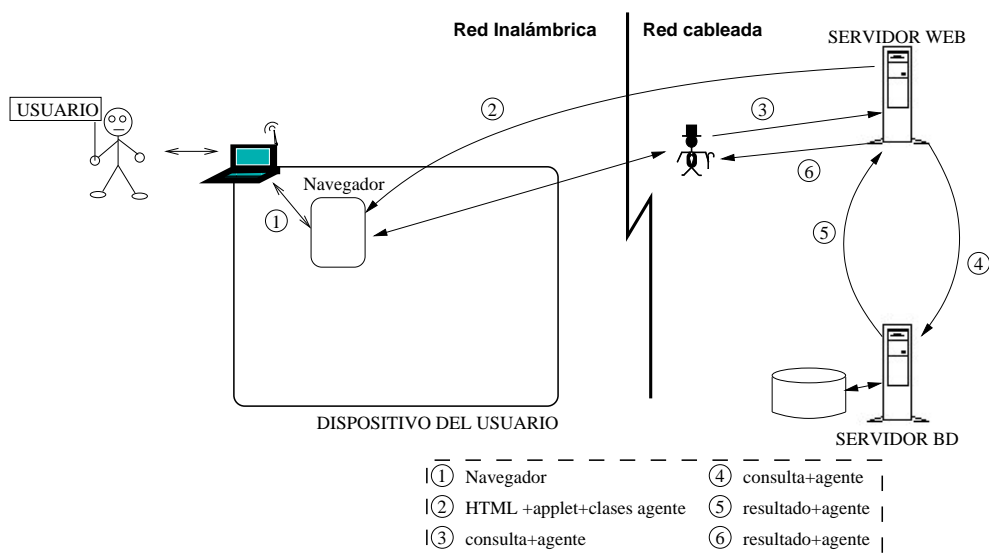 Red Inalámbrica
Red cableada
SERVIDOR WEB
USUARIO
2
3
6
Navegador
1
5
4
DISPOSITIVO DEL USUARIO
SERVIDOR BD
1 Navegador
2 HTML +applet+clases agente
3 consulta+agente
4 consulta+agente
5 resultado+agente
6 resultado+agente